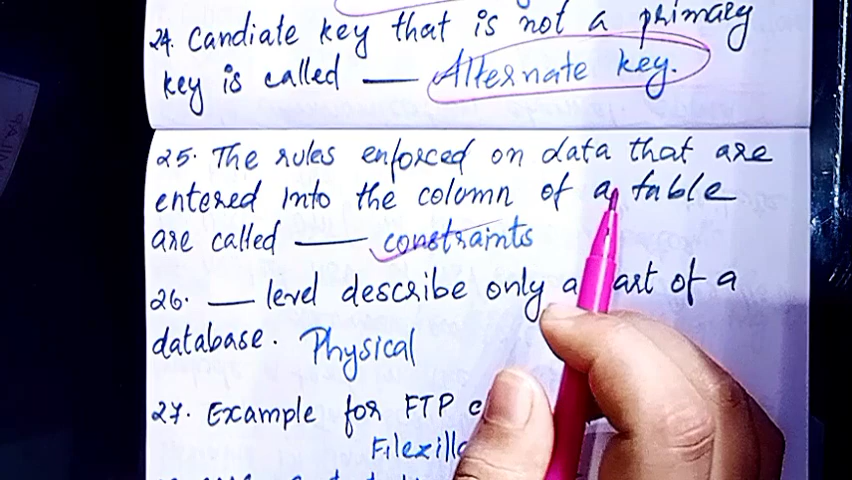 24. Candiate key that is not a primary
key is called — Alternate key.
25. The rules enforced on data that are
entered into the column of a table
are called — constraints
26. — level describe only a part of a
database. Physical
27. Example for FTP